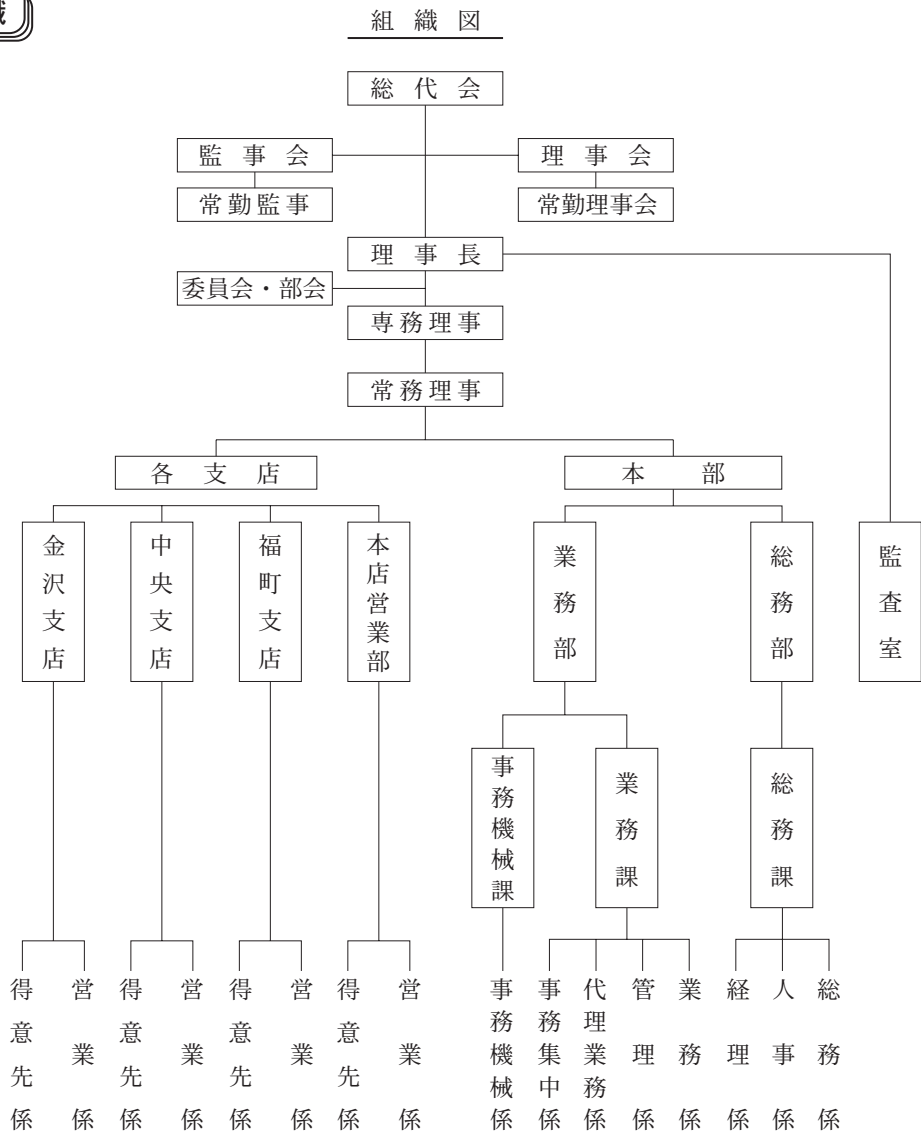 織
組織図
総代会
監事会
理事会
常勤監事
常勤理事会
理事長
委員会・部会
専務理事
常務理事
各支店
本部
金沢支店
中央支店
福町支店
本店営業部
業務部
総務部
監査室
事務機械課
業務課
総務課
得意先係
営業係
得意先係
営業係
得意先係
営業係
得意先係
営業係
事務機械係
事務集中係
代理業務係
管理係
業務係
経理係
人事係
総務係